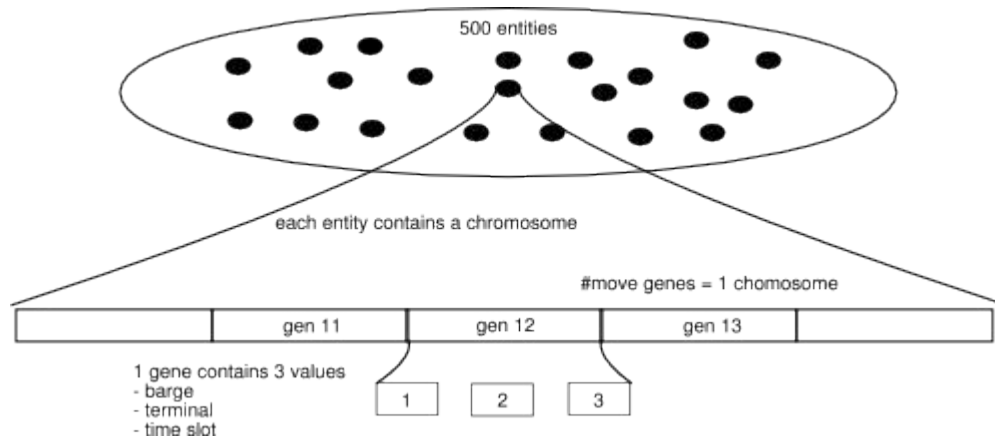 500 entities
each entity contains a chromosome
#move genes = 1 chomosome
gen 11
gen 12
gen 13
1 gene contains 3 values
- barge
- terminal
- time slot
1
2
3